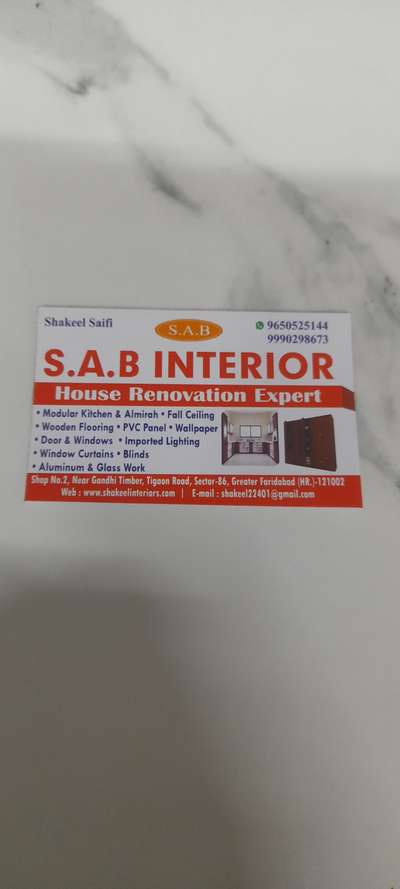 Shakeel Saifi
S.A.B
9650525144
9990298673
S.A.B INTERIOR
House Renovation Expert
• Modular Kitchen & Almirah • Fall Ceiling
• Wooden Flooring • PVC Panel • Wallpaper
• Door & Windows • Imported Lighting
• Window Curtains • Blinds
• Aluminum & Glass Work
Shop No.2, Near Gandhi Timber, Tigaon Road, Sector-86, Greater Faridabad (HR.)-121002
Web : www.shakeelinteriors.com | E-mail : shakeel22401@gmail.com